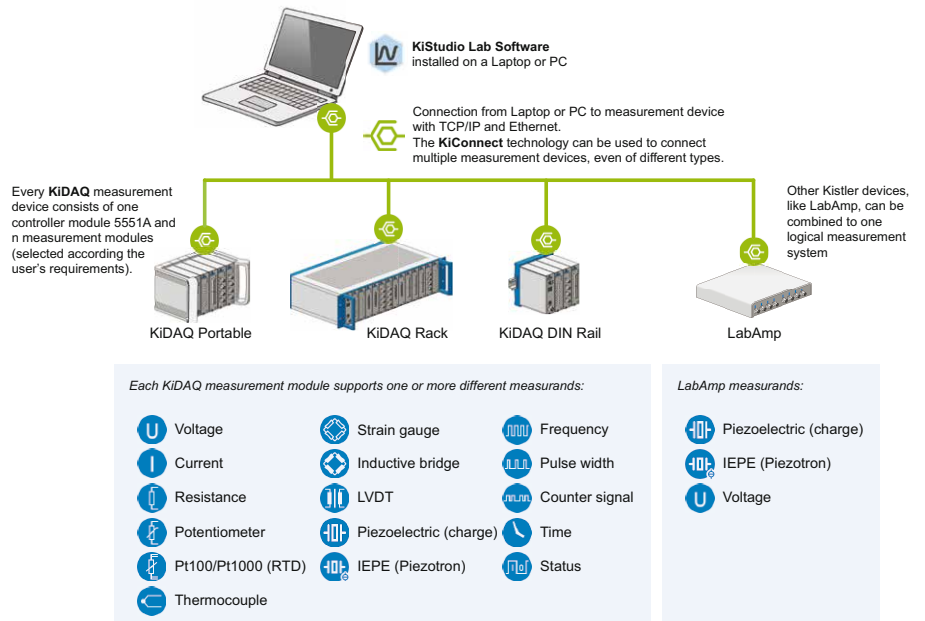 KiStudio Lab Software
installed on a Laptop or PC
Connection from Laptop or PC to measurement device
with TCP/IP and Ethernet.
The KiConnect technology can be used to connect
multiple measurement devices, even of different types.
Every KiDAQ measurement
device consists of one
controller module 5551A and
n measurement modules
(selected according the
user's requirements).
Other Kistler devices,
like LabAmp, can be
combined to one
logical measurement
system
KiDAQ Portable
KiDAQ Rack
KiDAQ DIN Rail
LabAmp
Each KiDAQ measurement module supports one or more different measurands:
U Voltage
I Current
Resistance
Potentiometer
Pt100/Pt1000 (RTD)
Thermocouple
Strain gauge
Inductive bridge
LVDT
Piezoelectric (charge)
IEPE (Piezotron)
Frequency
Pulse width
Counter signal
Time
Status
LabAmp measurands:
Piezoelectric (charge)
IEPE (Piezotron)
U Voltage